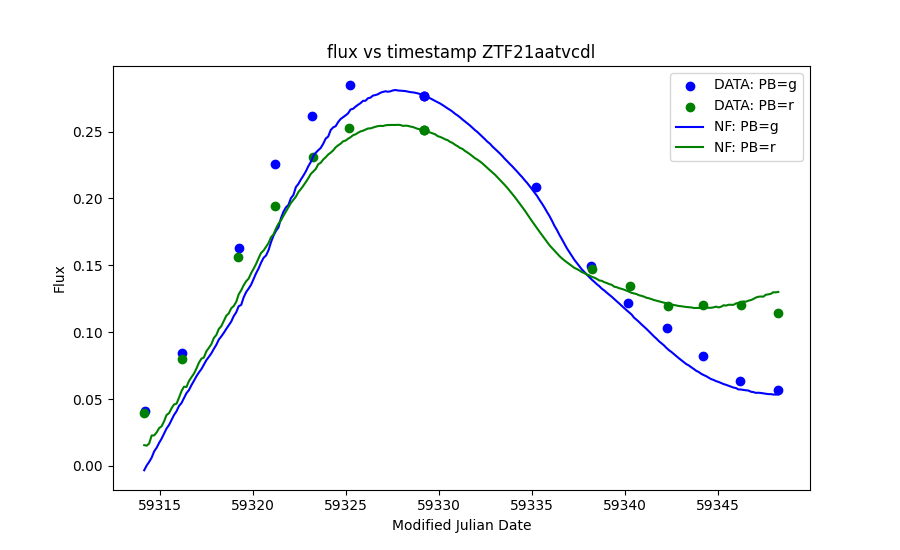 flux vs timestamp ZTF21aatvcdl
DATA: PB=g
DATA: PB=r
NF: PB=g
NF: PB=r
0.25
0.20
0.15
0.10
0.05
0.00
Flux
59315 59320 59325 59330 59335 59340 59345
Modified Julian Date